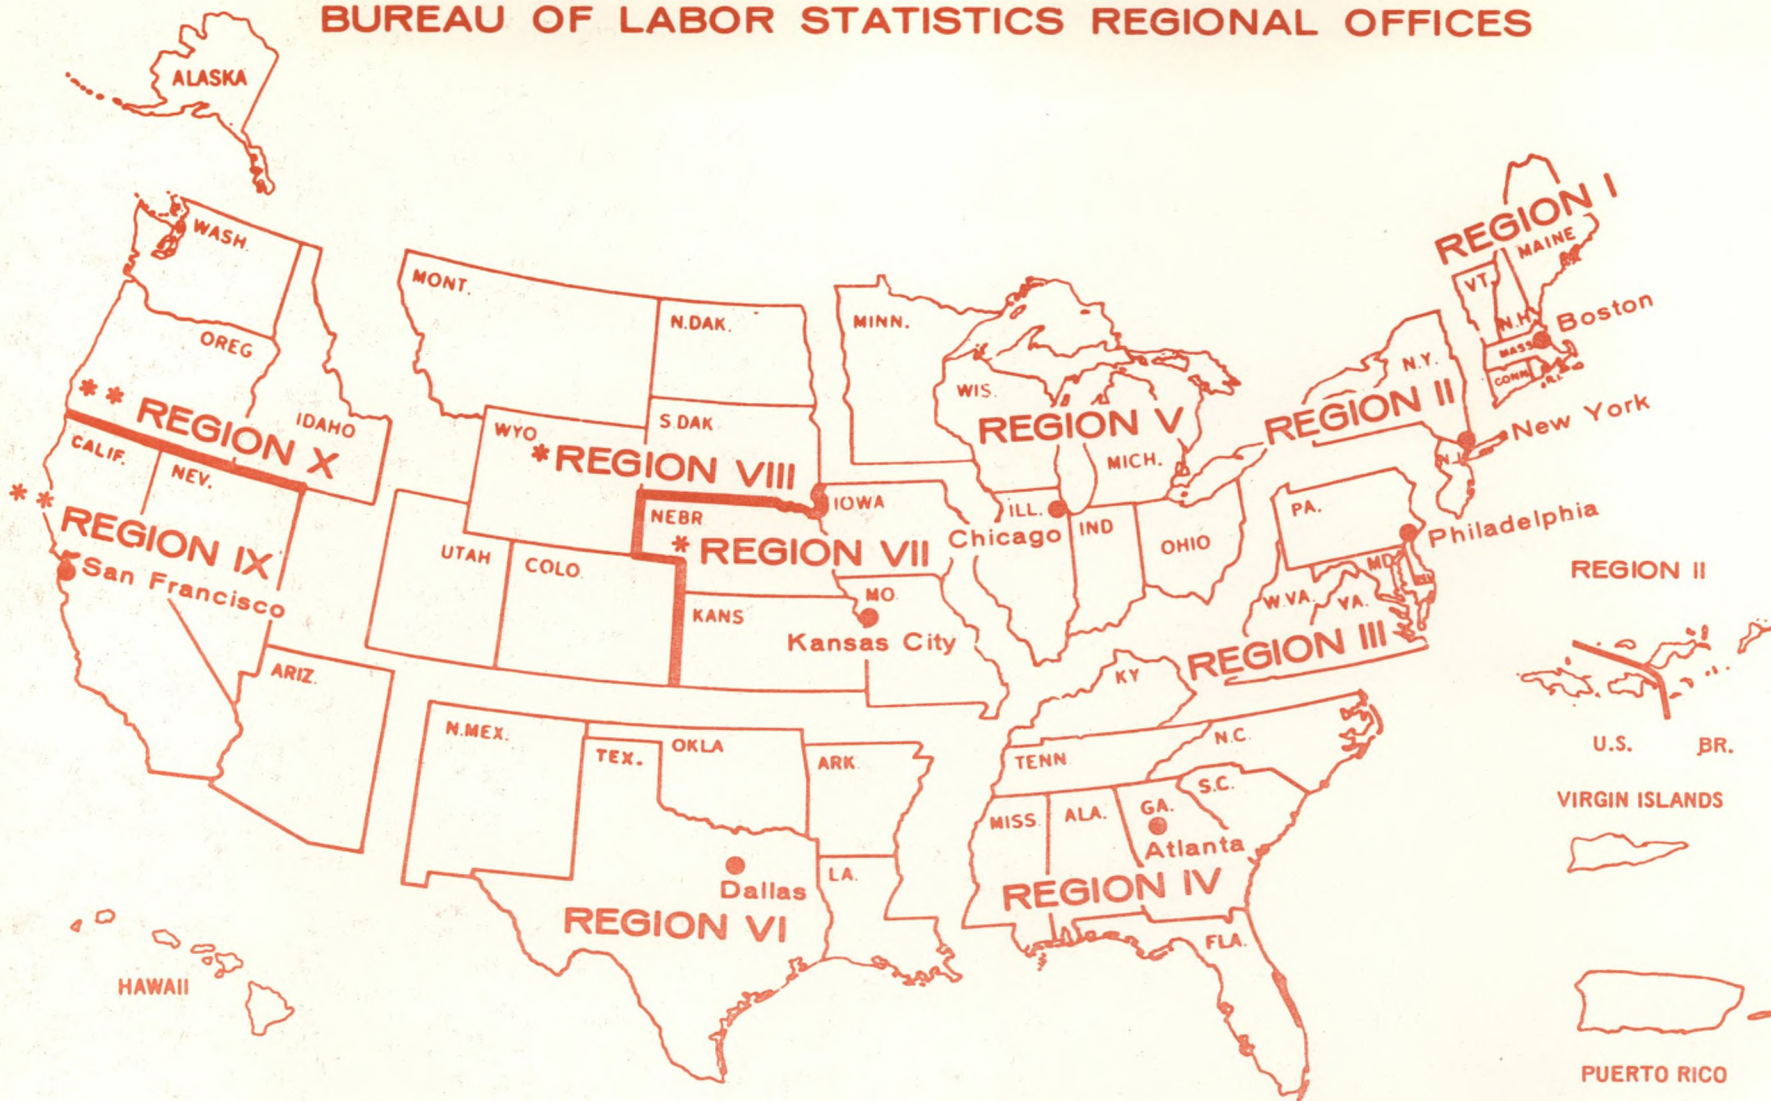 BUREAU OF LABOR STATISTICS REGIONAL OFFICES
ALASKA
WASH.
OREG.
** REGION X
IDAHO
MONT.
N.DAK.
S.DAK.
WYO.
*REGION VIII
CALIF.
NEV.
** REGION IX
San Francisco
UTAH
COLO.
ARIZ.
NEBR.
IOWA
* REGION VII
KANS.
MO.
Kansas City
MINN.
WIS.
REGION V
MICH.
ILL.
Chicago
IND
OHIO
REGION I
MAINE
VT.
N.H.
MASS
CONN.
R.I.
Boston
N.Y.
REGION II
New York
N.J.
PA.
Philadelphia
MD.
DEL
W.VA.
VA.
REGION III
REGION II
U.S.
BR.
VIRGIN ISLANDS
PUERTO RICO
N.MEX.
TEX.
OKLA
ARK.
LA.
Dallas
REGION VI
KY
TENN.
N.C.
S.C.
MISS.
ALA.
GA.
Atlanta
REGION IV
FLA.
HAWAII